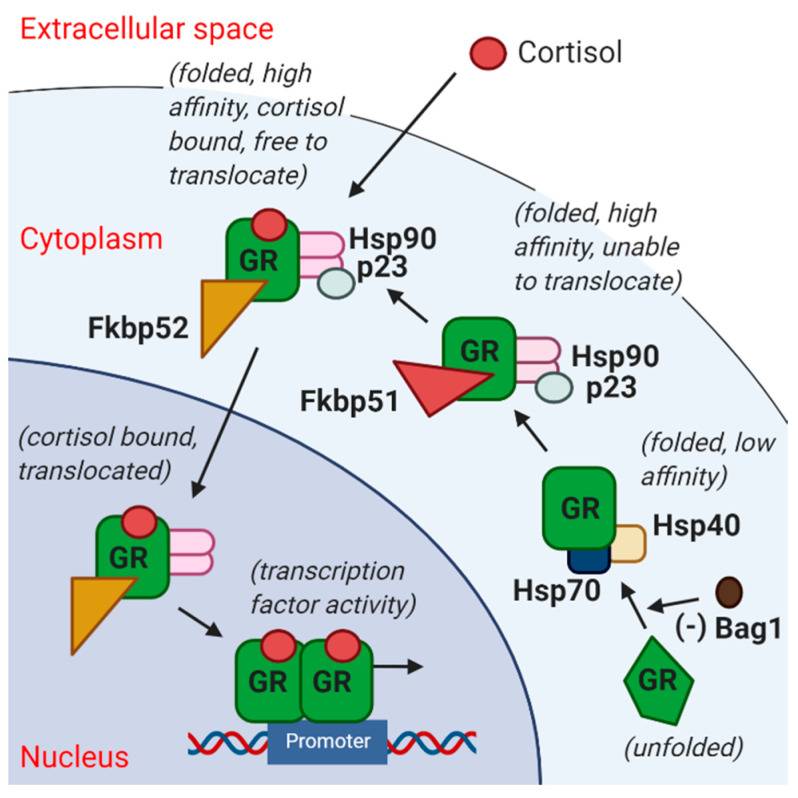 Extracellular space
Cortisol
(folded, high
affinity, cortisol
bound, free to
translocate)
(folded, high
affinity, unable
to translocate)
Cytoplasm
GR
Hsp90
p23
Fkbp52
GR
Hsp90
p23
Fkbp51
(cortisol bound,
translocated)
(folded, low
affinity)
GR
Hsp40
Hsp70
GR
(transcription
factor activity)
(-) Bag1
GR
GR
GR
(unfolded)
Promoter
Nucleus